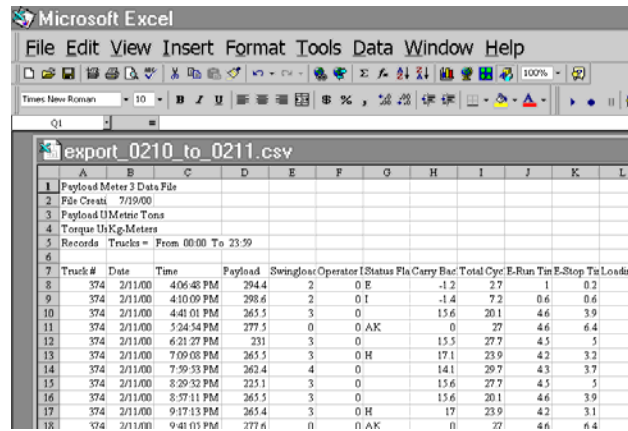 Microsoft Excel
File Edit View Insert Format Tools Data Window Help
100%
Times New Roman 10 B I U $ % ,
Q1 =
export_0210_to_0211.csv
A B C D E F G H I J K L
1 Payload Meter 3 Data File
2 File Creati 7/19/00
3 Payload U Metric Tons
4 Torque Us Kg-Meters
5 Records Trucks = From 00:00 To 23:59
6
7 Truck # Date Time Payload Swingload Operator I Status Fla Carry Bac Total Cyc E-Run Tim E-Stop Tir Loadin
8 374 2/11/00 4:06:48 PM 294.4 2 0 E -1.2 2.7 1 0.2
9 374 2/11/00 4:10:09 PM 298.6 2 0 I -1.4 7.2 0.6 0.6
10 374 2/11/00 4:41:01 PM 265.5 3 0 15.6 20.1 4.6 3.9
11 374 2/11/00 5:24:54 PM 277.5 0 0 AK 0 27 4.6 6.4
12 374 2/11/00 6:21:27 PM 231 3 0 15.5 27.7 4.5 5
13 374 2/11/00 7:09:08 PM 265.5 3 0 H 17.1 23.9 4.2 3.2
14 374 2/11/00 7:59:53 PM 262.4 4 0 14.1 29.7 4.3 3.7
15 374 2/11/00 8:29:32 PM 225.1 3 0 15.6 27.7 4.5 5
16 374 2/11/00 8:57:11 PM 265.5 3 0 15.6 20.1 4.6 3.9
17 374 2/11/00 9:17:13 PM 265.4 3 0 H 17 23.9 4.2 3.1
18 374 2/11/00 9:41:05 PM 277.6 0 0 AK 0 27 4.6 6.4